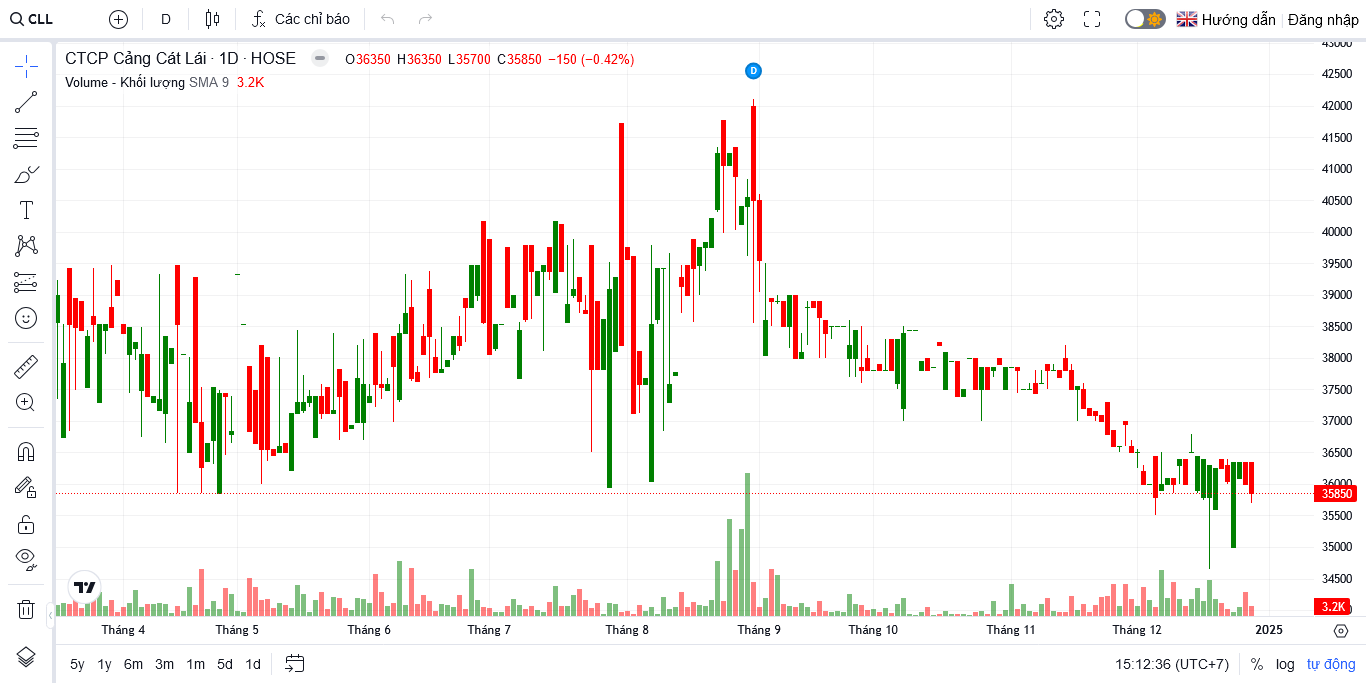 CLL D Các chỉ báo Hướng dẫn Đăng nhập
CTCP Cảng Cát Lái · 1D · HOSE O36350 H36350 L35700 C35850 −150 (−0.42%)
Volume - Khối lượng SMA 9 3.2K
D
43000
42500
42000
41500
41000
40500
40000
39500
39000
38500
38000
37500
37000
36500
36000
35850
35500
35000
34500
3.2K
Tháng 4 Tháng 5 Tháng 6 Tháng 7 Tháng 8 Tháng 9 Tháng 10 Tháng 11 Tháng 12 2025
5y 1y 6m 3m 1m 5d 1d 15:12:36 (UTC+7) % log tự động